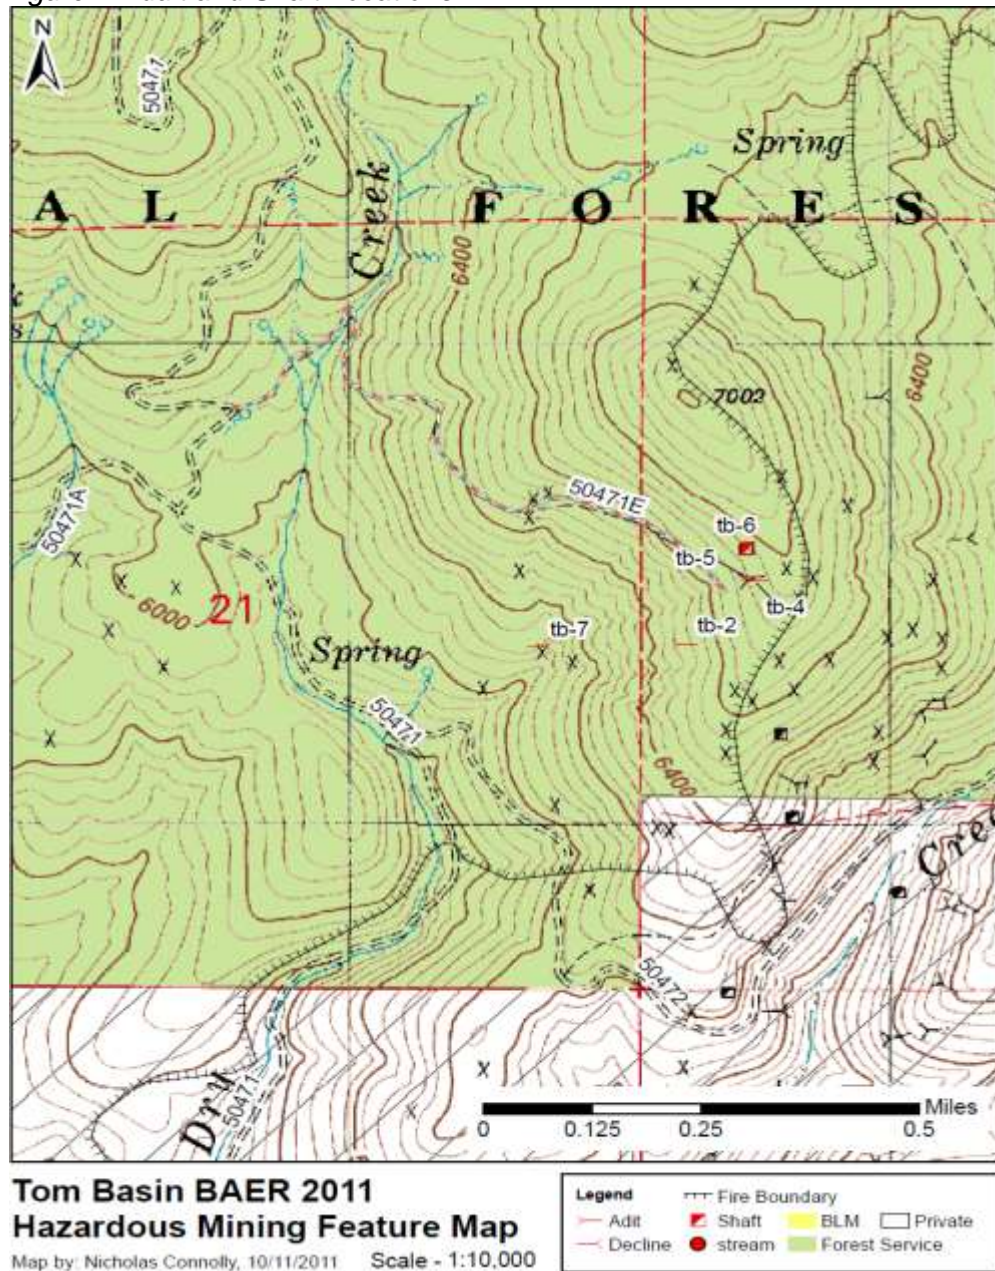 N
50471
Spring
Creek
A L F O R E S
6400
6400
k
s
7002
50471A
50471E
tb-6
tb-5
tb-4
6000
21
tb-7
tb-2
Spring
50471
6400
Creek
50472
Dry
50471
Miles
0 0.125 0.25 0.5
Tom Basin BAER 2011
Hazardous Mining Feature Map
Map by: Nicholas Connolly, 10/11/2011 Scale - 1:10,000
Legend
Fire Boundary
Adit Shaft BLM Private
Decline stream Forest Service